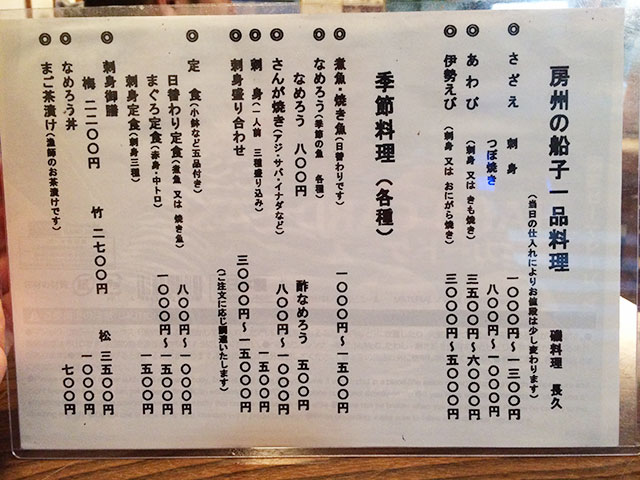 房州の船子一品料理　磯料理　長久
（当日の仕入れによりお値段は少し変わります）
◎さざえ　刺身　一〇〇〇円～一三〇〇円
つぼ焼き　八〇〇円～一〇〇〇円
◎あわび（刺身 又は きも焼き）三五〇〇円～六〇〇〇円
◎伊勢えび（刺身 又は おにがら焼き）三〇〇〇円～五〇〇〇円
季節料理（各種）
◎煮魚・焼き魚（日替わりです）一〇〇〇円～一五〇〇円
なめろう（季節の魚　各種）
なめろう　八〇〇円　酢なめろう　五〇〇円
◎さんが焼き（アジ・サバ・イナダなど）八〇〇円～一〇〇〇円
◎刺　身（一人前　三種盛り込み）一五〇〇円
◎刺身盛り合わせ　三〇〇〇円～一五〇〇〇円
（ご注文に応じ調達いたします）
◎定　食（小鉢など五品付き）
日替わり定食（煮魚 又は 焼き魚）八〇〇円～一〇〇〇円
まぐろ定食（赤身・中トロ）一〇〇〇円～一五〇〇円
刺身定食（刺身三種）一五〇〇円
◎刺身御膳
梅　二二〇〇円　竹　二七〇〇円　松　三五〇〇円
◎なめろう丼　一〇〇〇円
◎まご茶漬け（漁師のお茶漬けです）七〇〇円